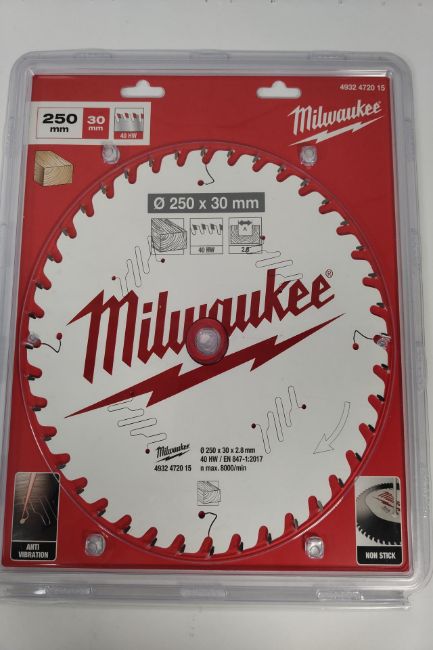 4932 4720 15
250
mm
30
mm
40 HW
Milwaukee
Ø 250 x 30 mm
40 HW
A
2.8
Milwaukee®
Milwaukee
4932 4720 15
Ø 250 x 30 x 2.8 mm
40 HW / EN 847-1:2017
n max. 8000/min
ANTI
VIBRATION
NON STICK